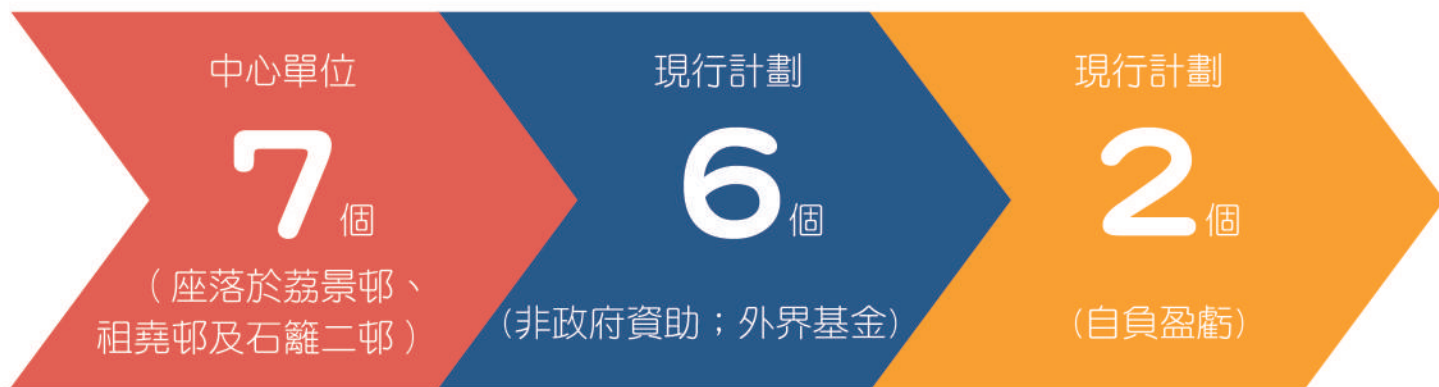 中心單位
7個
（座落於荔景邨、
祖堯邨及石籬二邨）
現行計劃
6個
(非政府資助；外界基金)
現行計劃
2個
(自負盈虧)